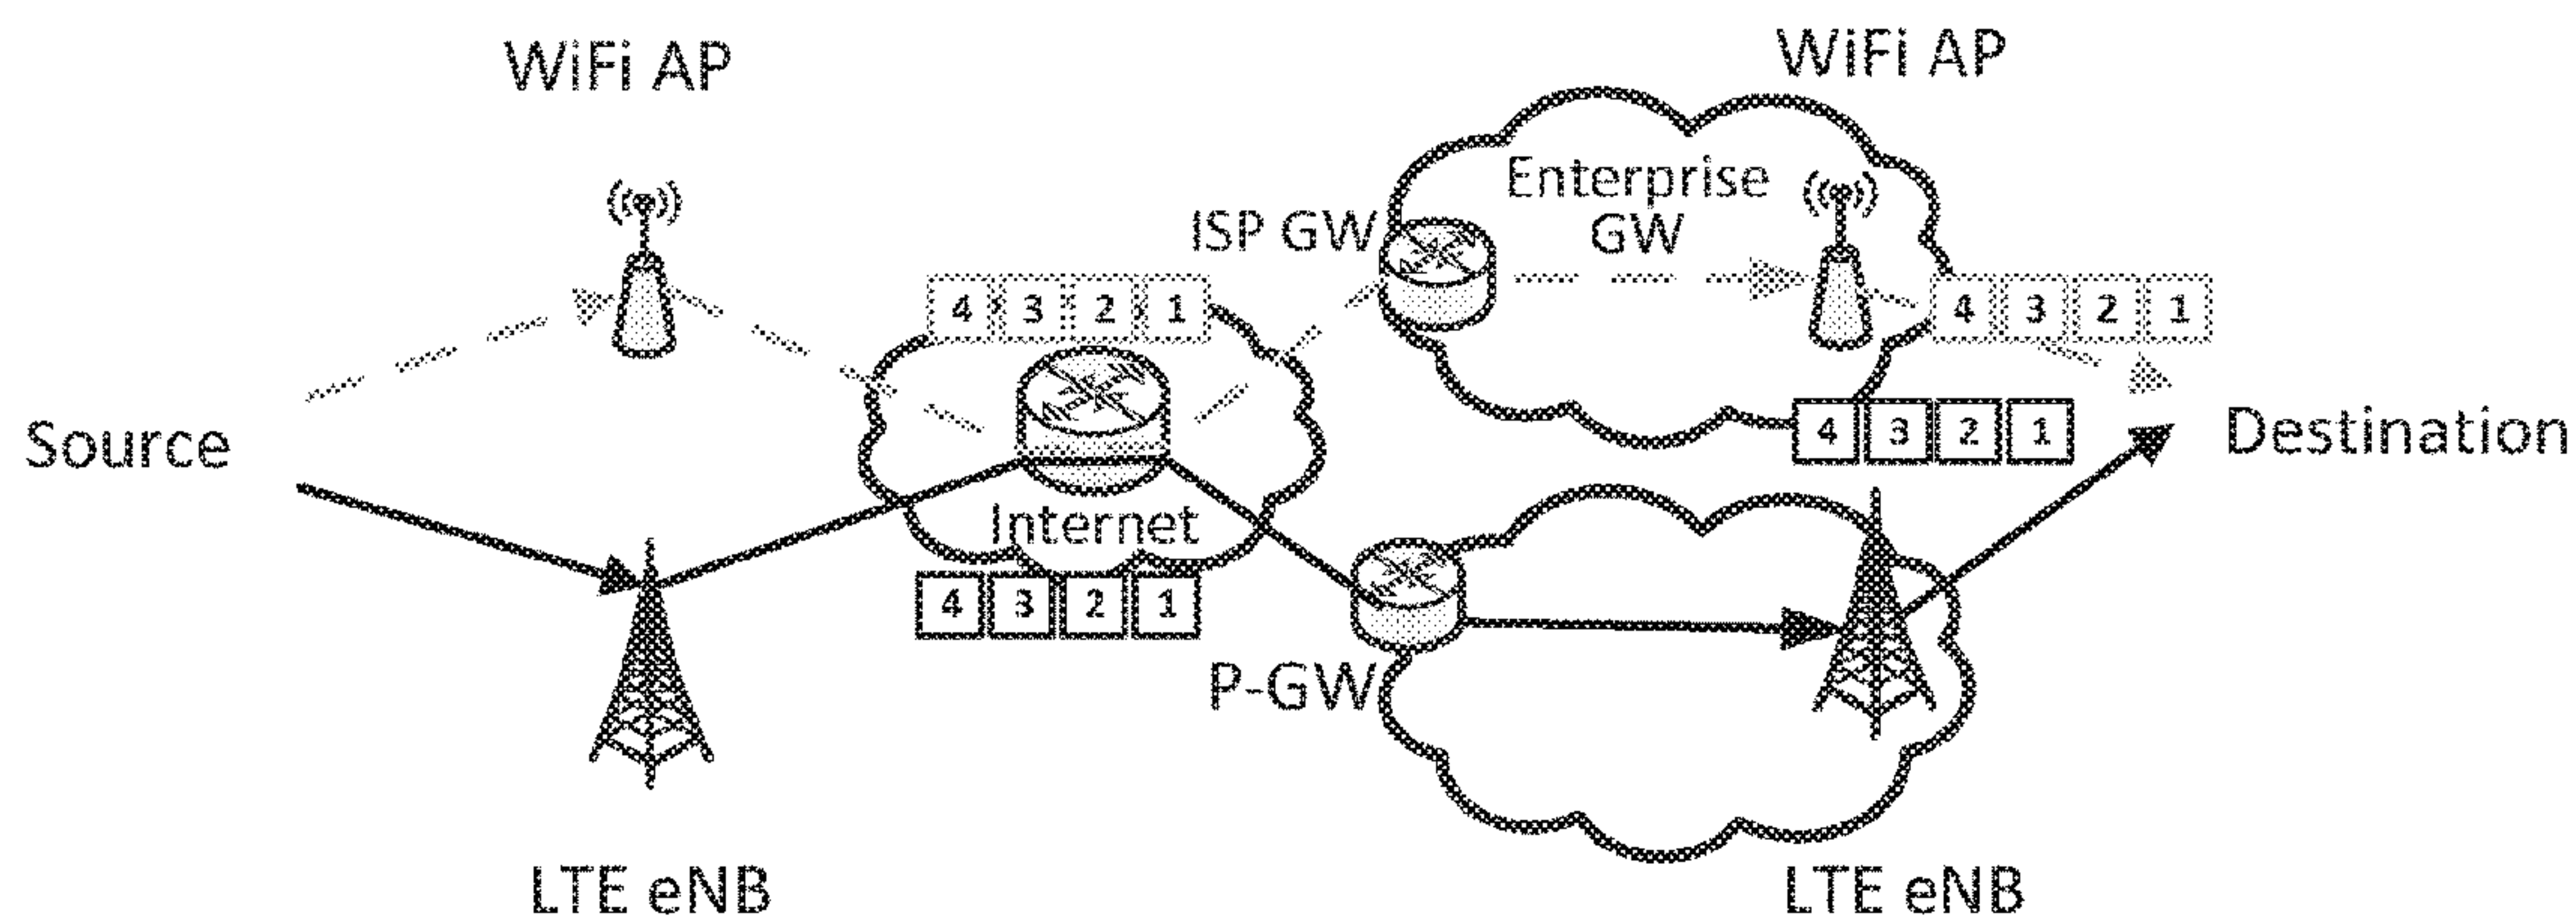 WiFi AP
WiFi AP
Enterprise
GW
ISP GW
4 3 2 1
4 3 2 1
Source
4 3 2 1
Destination
Internet
4 3 2 1
P-GW
LTE eNB
LTE eNB